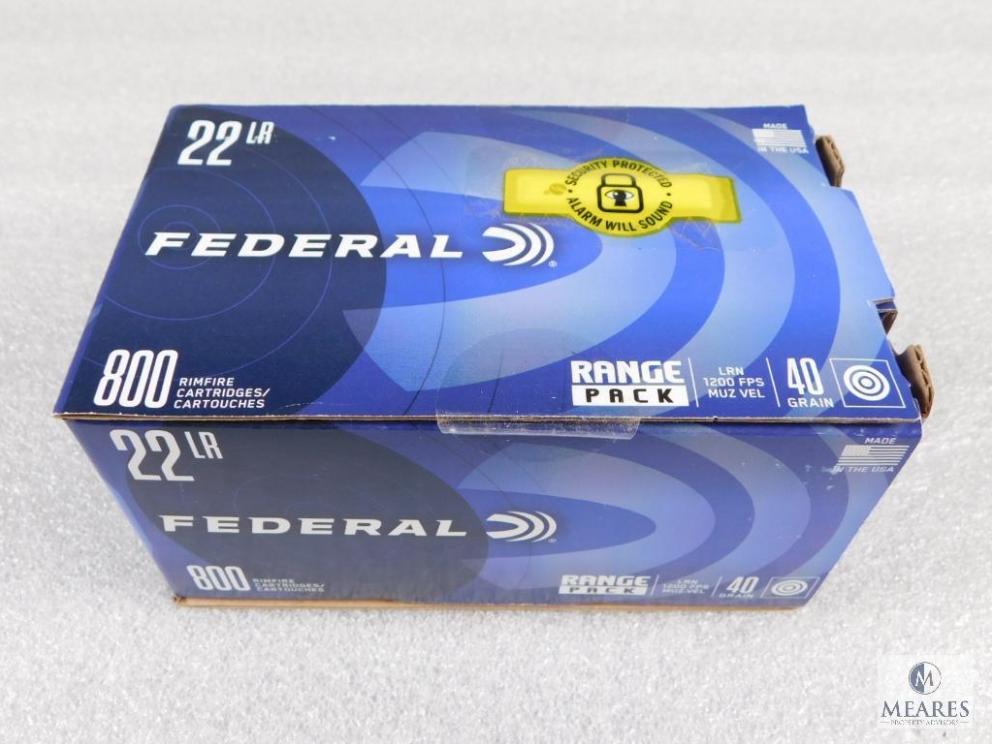 22 LR
MADE
IN THE USA
SECURITY PROTECTED
ALARM WILL SOUND
FEDERAL
®
800
RIMFIRE
CARTRIDGES/
CARTOUCHES
RANGE
PACK
LRN
1200 FPS
MUZ VEL
40
GRAIN
22 LR
MADE
IN THE USA
FEDERAL
®
800
RIMFIRE
CARTRIDGES/
CARTOUCHES
RANGE
PACK
LRN
1200 FPS
MUZ VEL
40
GRAIN
M
MEARES
PROPERTY ADVISORS